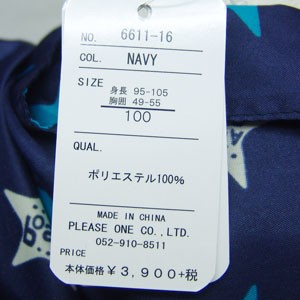 NO. 6611-16
COL. NAVY
SIZE
身長 95-105
胸囲 49-55
100
QUAL.
ポリエステル100%
MADE IN CHINA
PLEASE ONE CO.,LTD.
052-910-8511
PRICE
本体価格 ¥3,900+税